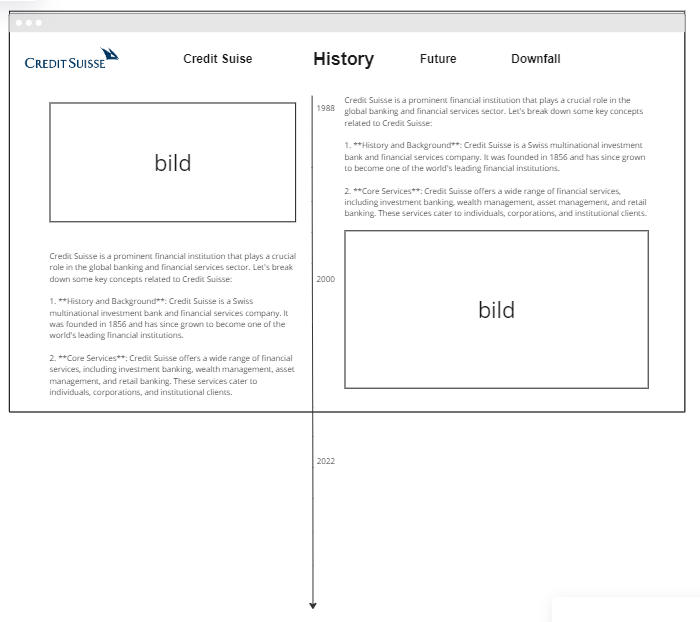 CREDIT SUISSE
Credit Suise
History
Future
Downfall
bild
Credit Suisse is a prominent financial institution that plays a crucial
role in the global banking and financial services sector. Let's break
down some key concepts related to Credit Suisse:
1. **History and Background**: Credit Suisse is a Swiss
multinational investment bank and financial services company. It
was founded in 1856 and has since grown to become one of the
world's leading financial institutions.
2. **Core Services**: Credit Suisse offers a wide range of financial
services, including investment banking, wealth management, asset
management, and retail banking. These services cater to
individuals, corporations, and institutional clients.
1988
2000
2022
Credit Suisse is a prominent financial institution that plays a crucial role in the
global banking and financial services sector. Let's break down some key concepts
related to Credit Suisse:
1. **History and Background**: Credit Suisse is a Swiss multinational investment
bank and financial services company. It was founded in 1856 and has since grown
to become one of the world's leading financial institutions.
2. **Core Services**: Credit Suisse offers a wide range of financial services,
including investment banking, wealth management, asset management, and retail
banking. These services cater to individuals, corporations, and institutional clients.
bild